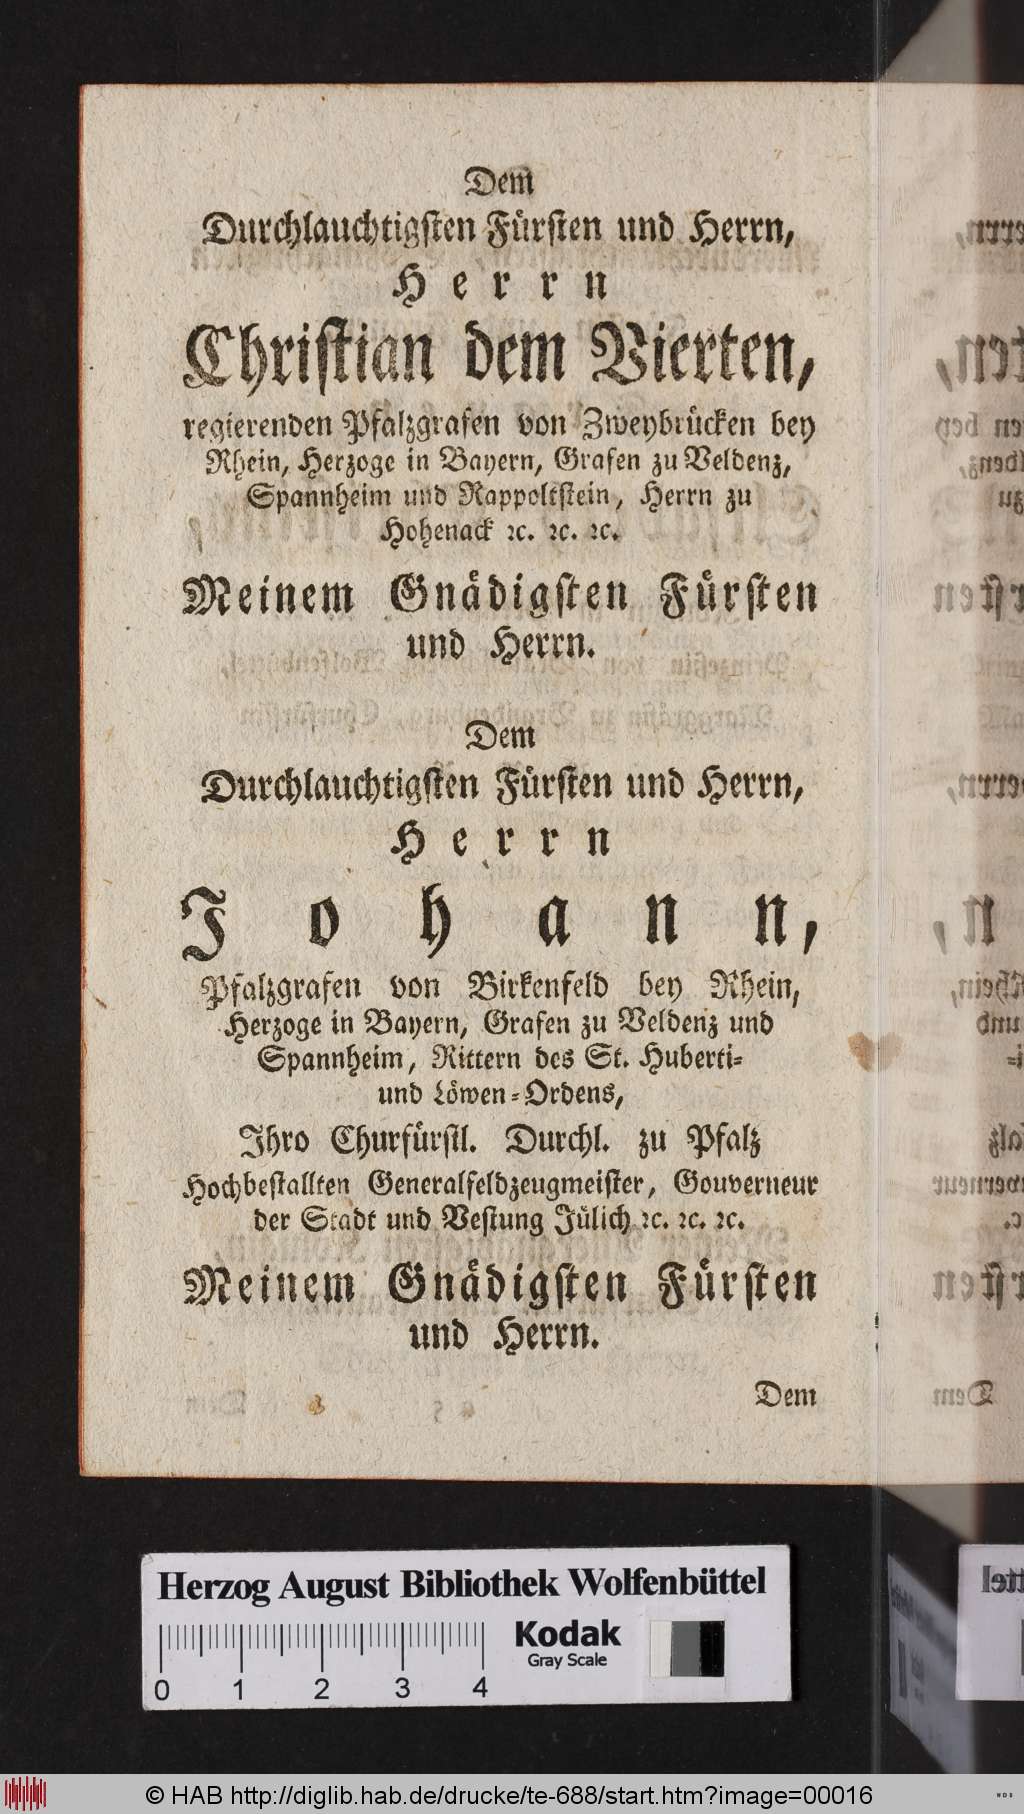 Dem
Durchlauchtigsten Fürsten und Herrn,
Herrn
Christian dem Vierten,
regierenden Pfalzgrafen von Zweybrücken bey
Rhein, Herzoge in Bayern, Grafen zu Veldenz,
Spannheim und Rappoltstein, Herrn zu
Hohenack ꝛc. ꝛc. ꝛc.
Meinem Gnädigsten Fürsten
und Herrn.
Dem
Durchlauchtigsten Fürsten und Herrn,
Herrn
Johann,
Pfalzgrafen von Birkenfeld bey Rhein,
Herzoge in Bayern, Grafen zu Veldenz und
Spannheim, Rittern des St. Huberti-
und Löwen-Ordens,
Ihro Churfürstl. Durchl. zu Pfalz
Hochbestallten Generalfeldzeugmeister, Gouverneur
der Stadt und Vestung Jülich ꝛc. ꝛc. ꝛc.
Meinem Gnädigsten Fürsten
und Herrn.
Dem
Herzog August Bibliothek Wolfenbüttel
Kodak
Gray Scale
0 1 2 3 4
© HAB http://diglib.hab.de/drucke/te-688/start.htm?image=00016